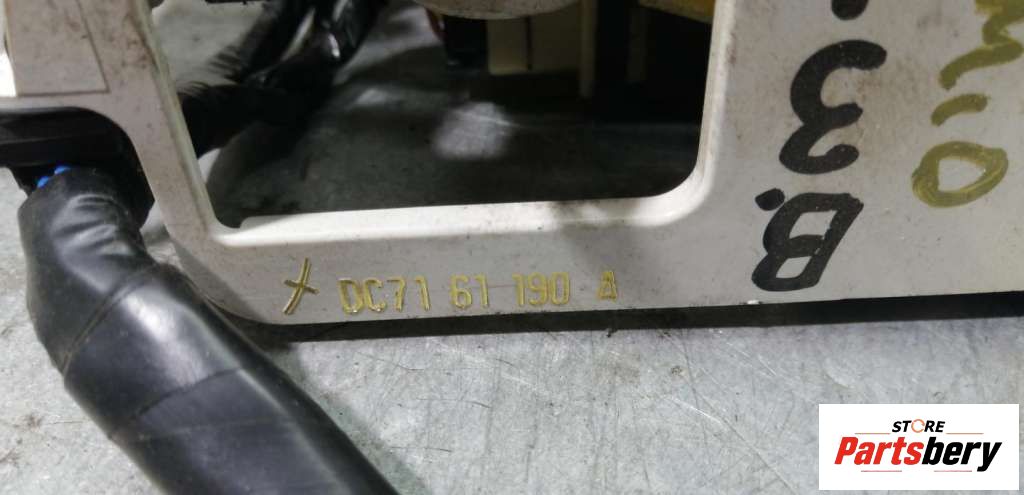 B.3
DC71 61 190 A
STORE
Partsbery